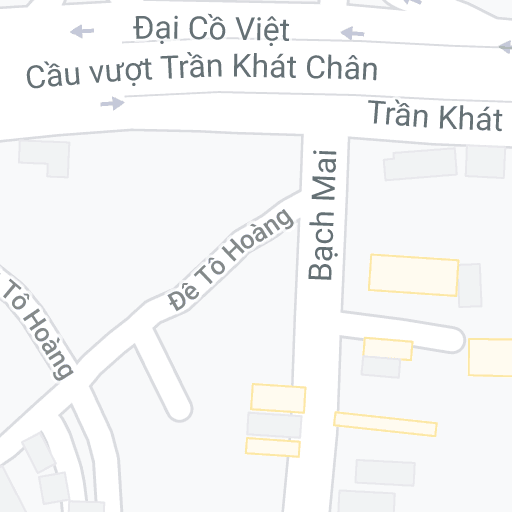 Đại Cồ Việt
Cầu vượt Trần Khát Chân
Trần Khát
Bạch Mai
Đê Tô Hoàng
Tô Hoàng